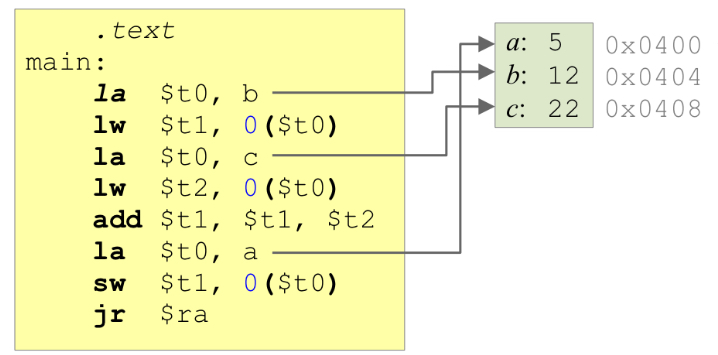 .text
main:
la $t0, b
lw $t1, 0($t0)
la $t0, c
lw $t2, 0($t0)
add $t1, $t1, $t2
la $t0, a
sw $t1, 0($t0)
jr $ra
a: 5 0x0400
b: 12 0x0404
c: 22 0x0408